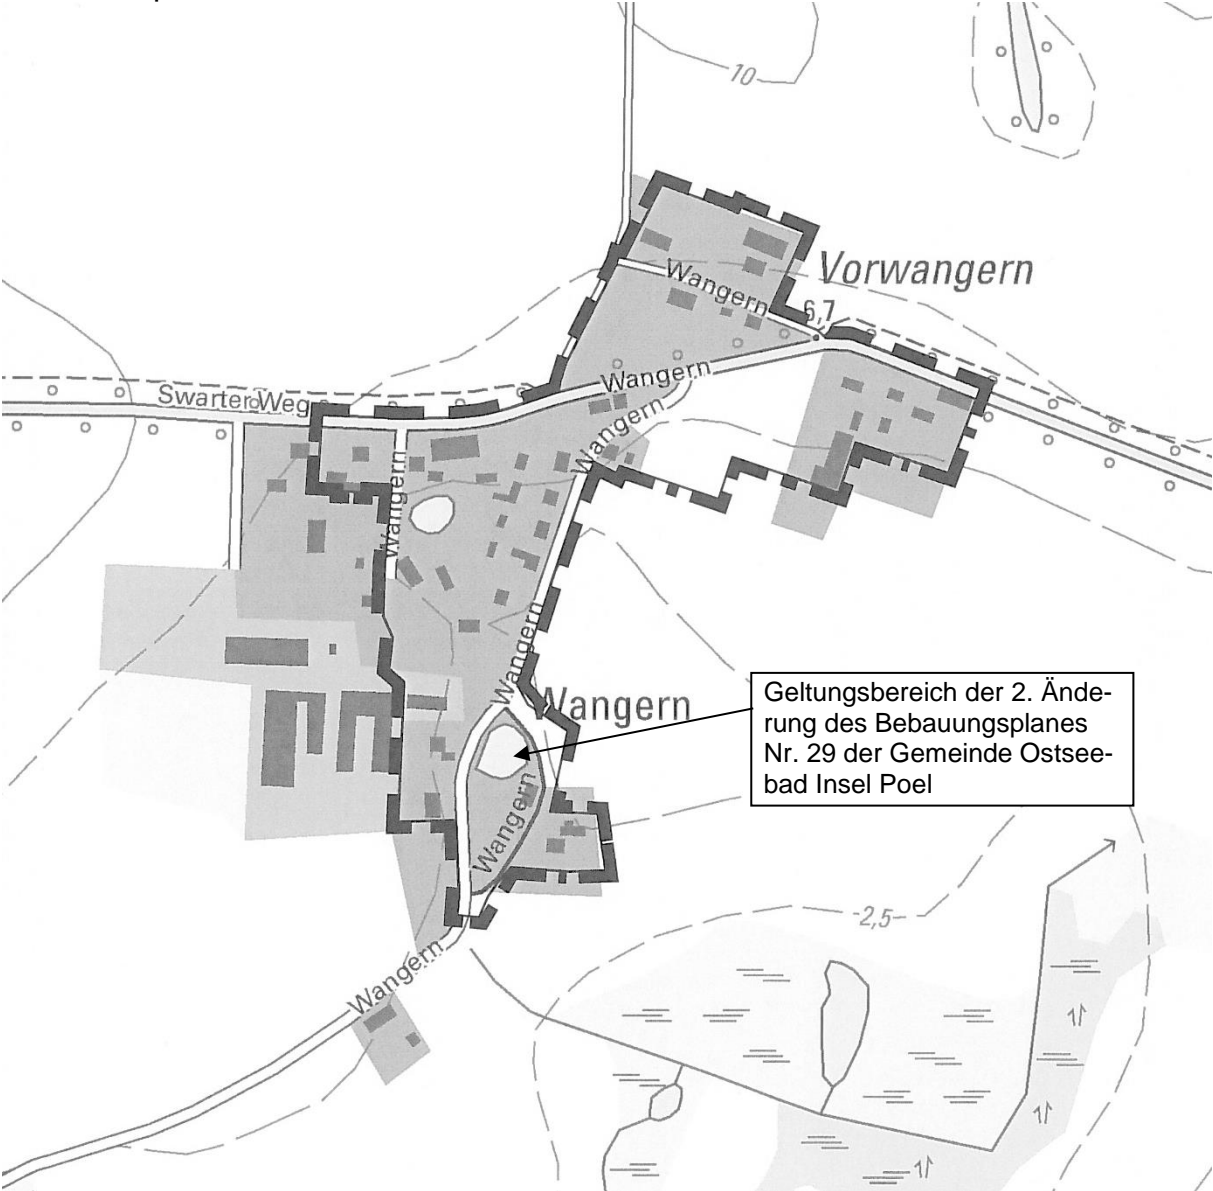 10
Vorwangern
Wangern
6,7
Wangern
Swarter Weg
Wangern
Wangern
Wangern
Wangern
Geltungsbereich der 2. Ände-
rung des Bebauungsplanes
Nr. 29 der Gemeinde Ostsee-
bad Insel Poel
Wangern
-2,5-
Wangern